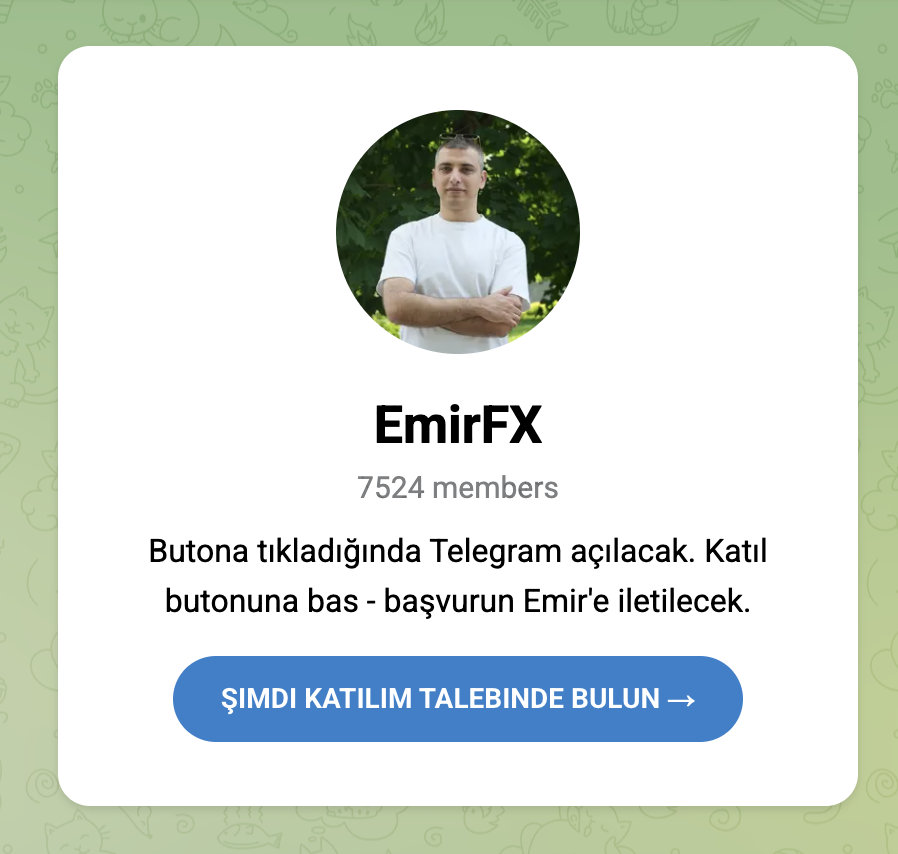 EmirFX
7524 members
Butona tıkladığında Telegram açılacak. Katıl
butonuna bas - başvurun Emir'e iletilecek.
ŞIMDI KATILIM TALEBINDE BULUN →